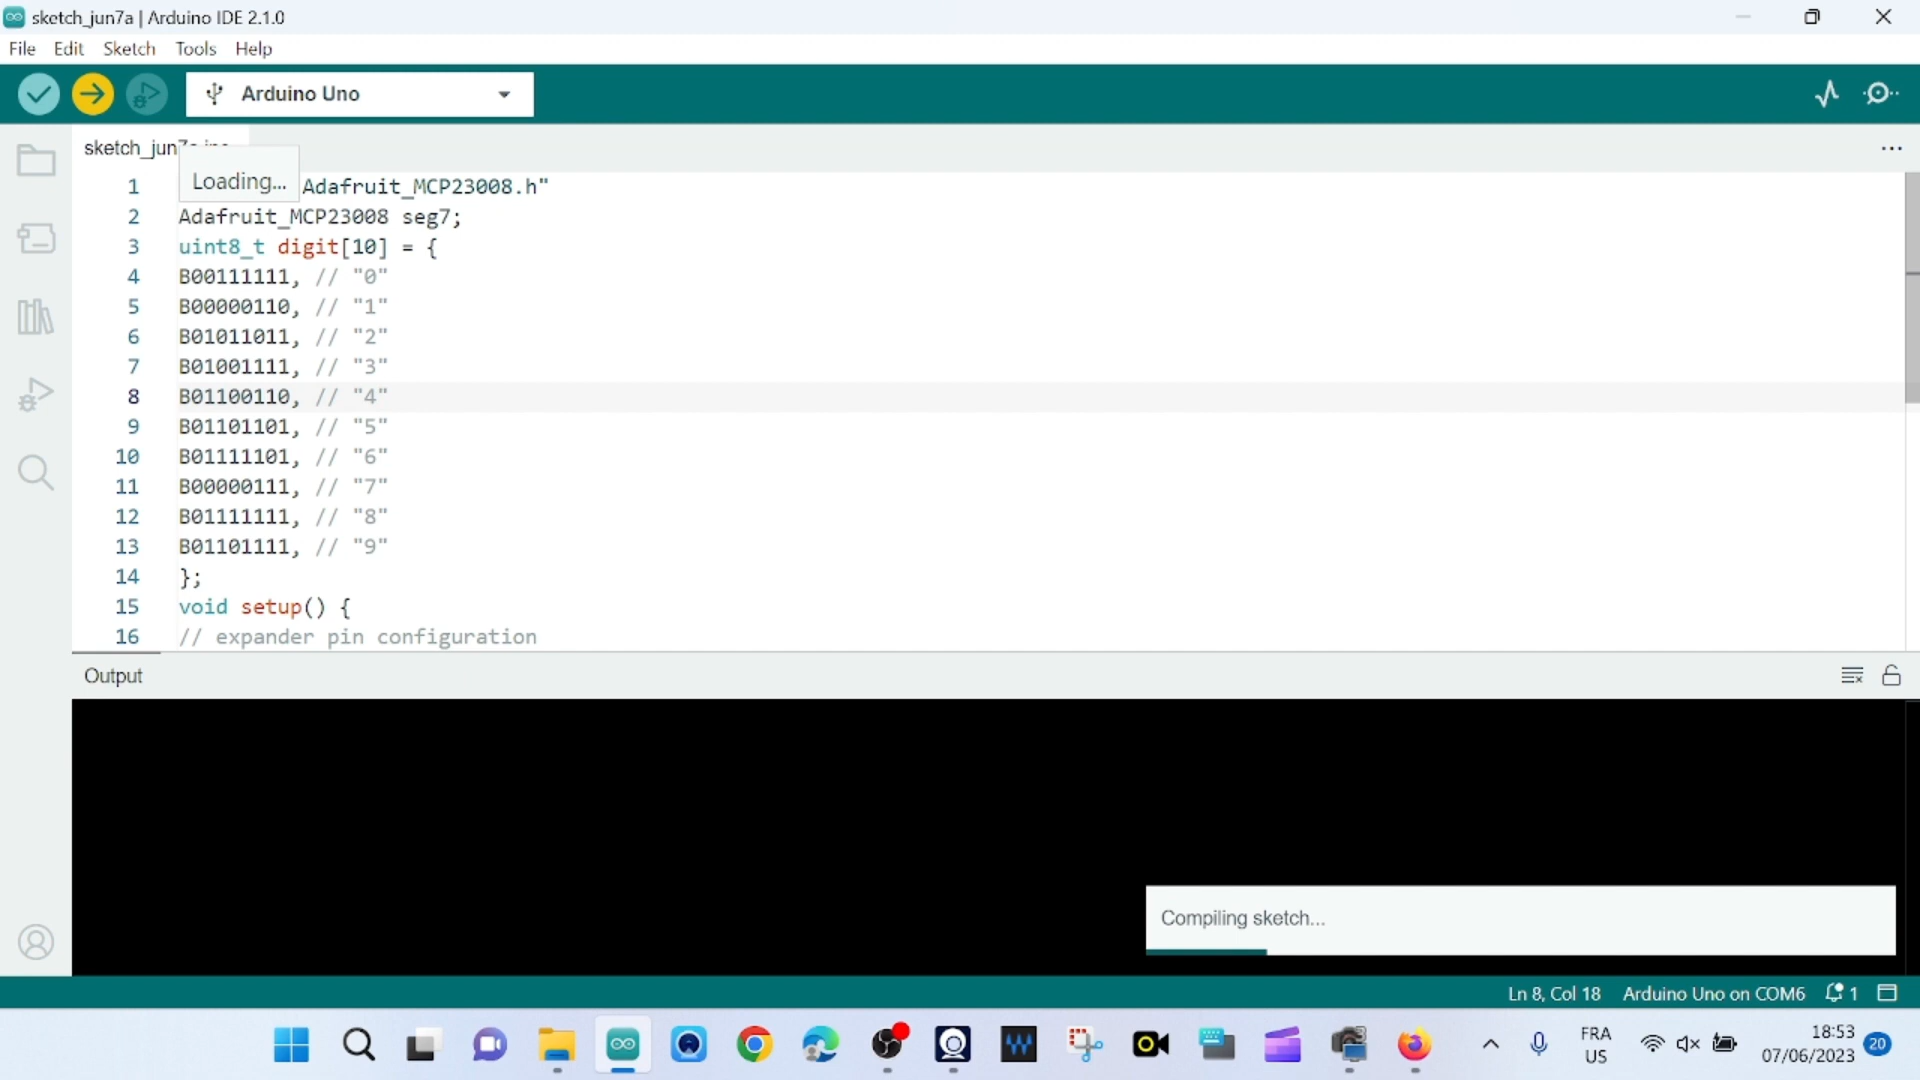 sketch_jun7a | Arduino IDE 2.1.0
File Edit Sketch Tools Help
Arduino Uno
Loading...
1 Adafruit_MCP23008.h"
2 Adafruit_MCP23008 seg7;
3 uint8_t digit[10] = {
4 B00111111, // "0"
5 B00000110, // "1"
6 B01011011, // "2"
7 B01001111, // "3"
8 B01100110, // "4"
9 B01101101, // "5"
10 B01111101, // "6"
11 B00000111, // "7"
12 B01111111, // "8"
13 B01101111, // "9"
14 };
15 void setup() {
16 // expander pin configuration
Output
Compiling sketch...
Ln 8, Col 18 Arduino Uno on COM6 1
FRA 18:53
US 07/06/2023 20